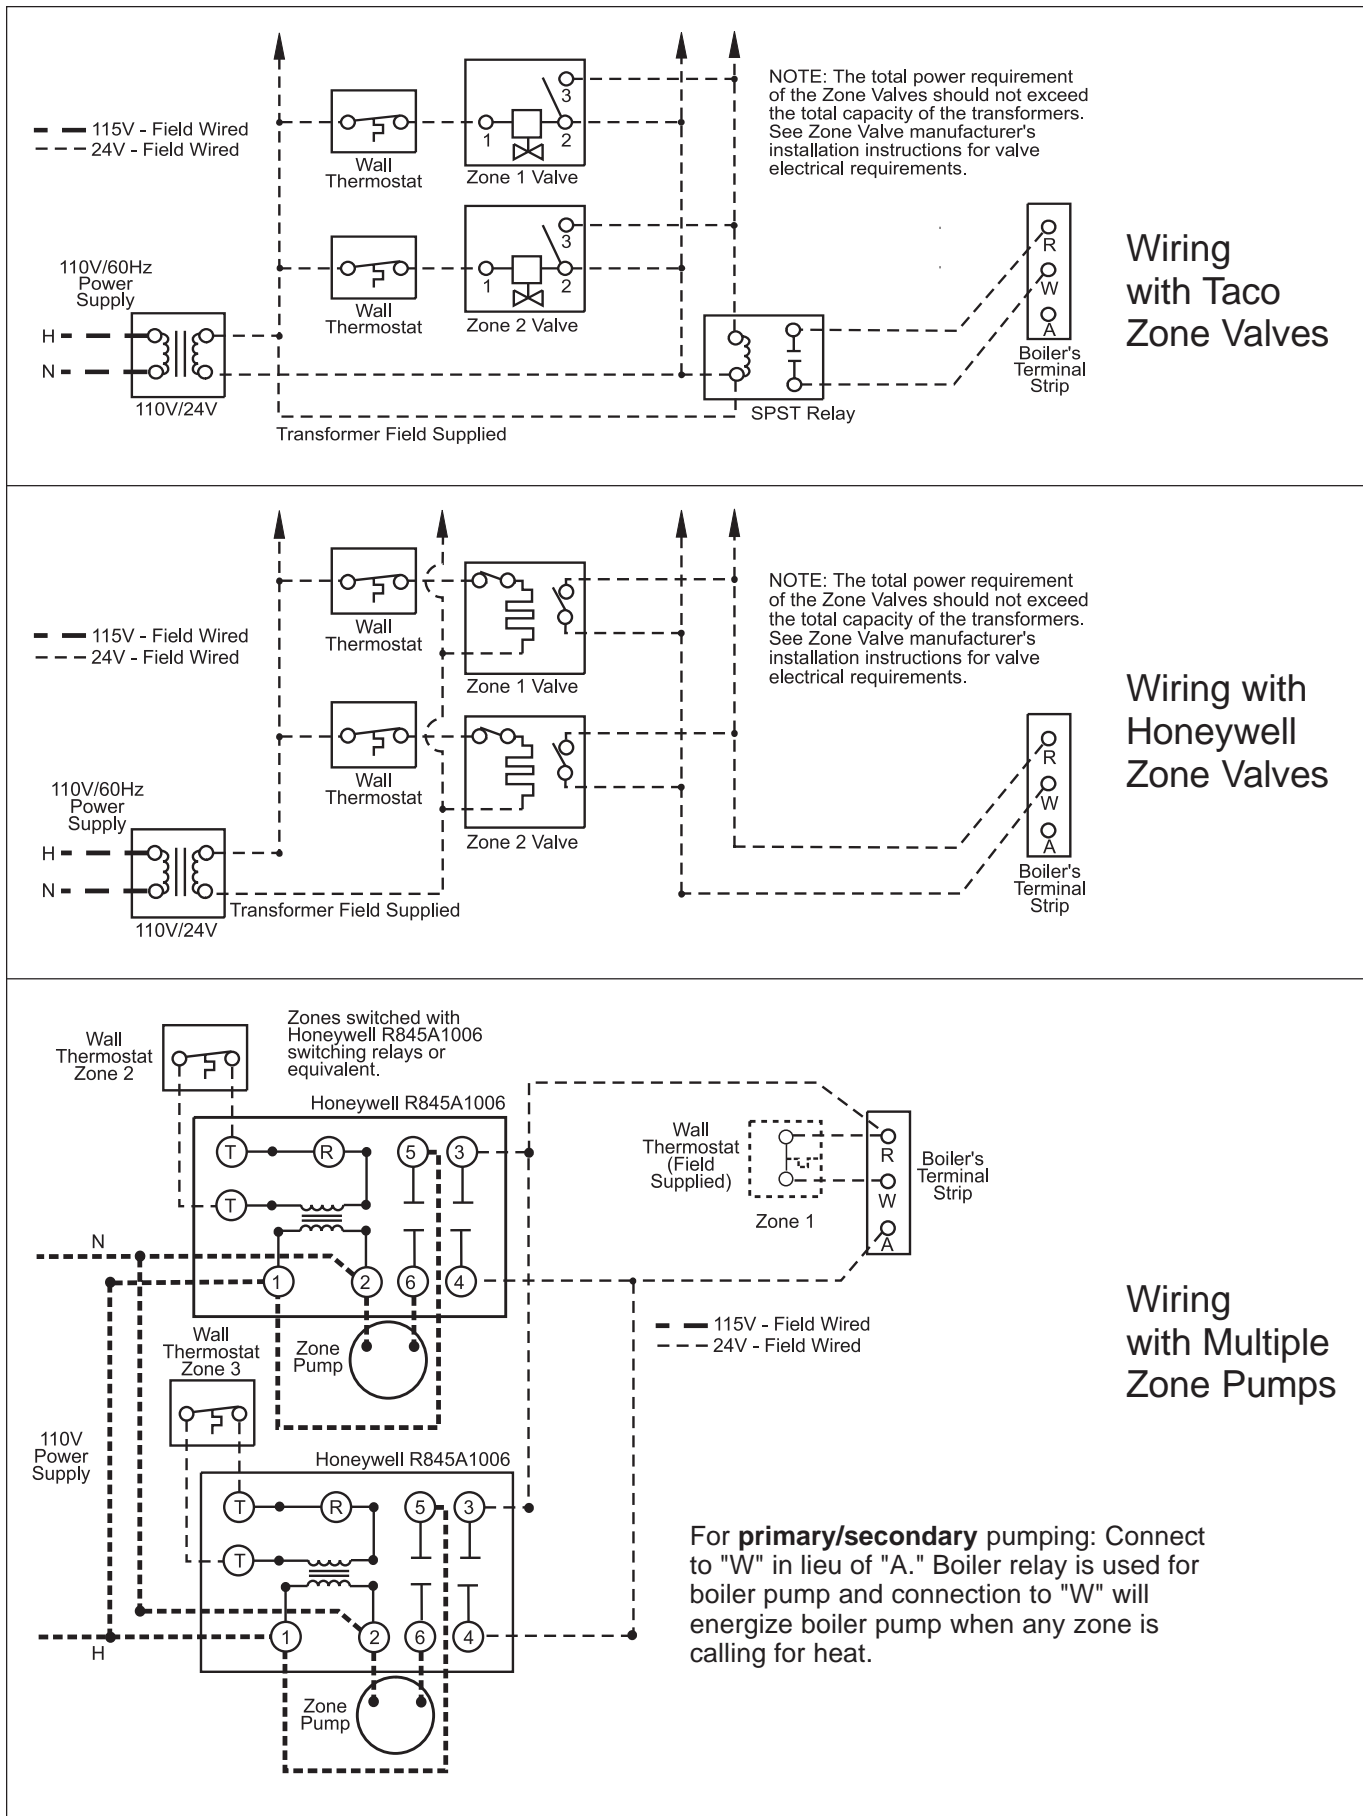 115V - Field Wired
24V - Field Wired
Wall
Thermostat
1
2
3
Zone 1 Valve
NOTE: The total power requirement
of the Zone Valves should not exceed
the total capacity of the transformers.
See Zone Valve manufacturer's
installation instructions for valve
electrical requirements.
Wall
Thermostat
1
2
3
Zone 2 Valve
110V/60Hz
Power
Supply
H
N
110V/24V
Transformer Field Supplied
SPST Relay
R
W
A
Boiler's
Terminal
Strip
Wiring
with Taco
Zone Valves
115V - Field Wired
24V - Field Wired
Wall
Thermostat
Zone 1 Valve
NOTE: The total power requirement
of the Zone Valves should not exceed
the total capacity of the transformers.
See Zone Valve manufacturer's
installation instructions for valve
electrical requirements.
Wall
Thermostat
Zone 2 Valve
110V/60Hz
Power
Supply
H
N
110V/24V
Transformer Field Supplied
R
W
A
Boiler's
Terminal
Strip
Wiring with
Honeywell
Zone Valves
Wall
Thermostat
Zone 2
Zones switched with
Honeywell R845A1006
switching relays or
equivalent.
Honeywell R845A1006
T
R
5
3
T
1
2
6
4
N
Zone
Pump
Wall
Thermostat
(Field
Supplied)
Zone 1
R
W
A
Boiler's
Terminal
Strip
115V - Field Wired
24V - Field Wired
Wall
Thermostat
Zone 3
110V
Power
Supply
Honeywell R845A1006
T
R
5
3
T
1
2
6
4
H
Zone
Pump
Wiring
with Multiple
Zone Pumps
For primary/secondary pumping: Connect
to "W" in lieu of "A." Boiler relay is used for
boiler pump and connection to "W" will
energize boiler pump when any zone is
calling for heat.